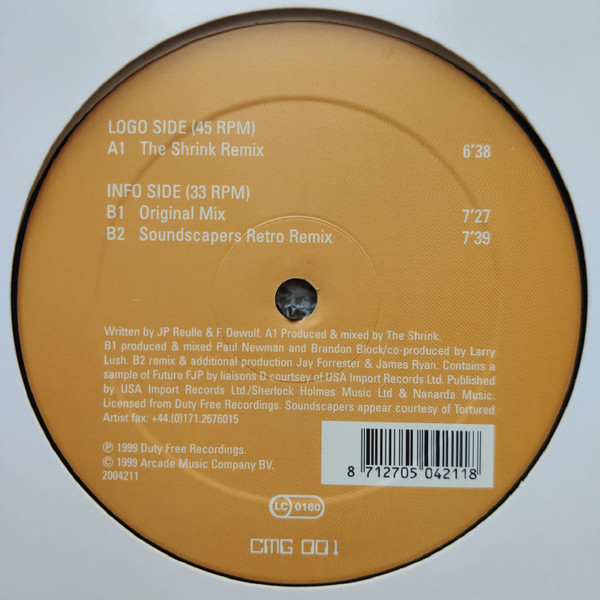 LOGO SIDE (45 RPM)
A1 The Shrink Remix 6'38
INFO SIDE (33 RPM)
B1 Original Mix 7'27
B2 Soundscapers Retro Remix 7'39
Written by JP Reulle & F. Dewulf. A1 Produced & mixed by The Shrink.
B1 produced & mixed Paul Newman and Brandon Block/co-produced by Larry
Lush. B2 remix & additional production Jay Forrester & James Ryan. Contains a
sample of Future FJP by liaisons D courtsey of USA Import Records Ltd. Published
by USA Import Records Ltd./Sherlock Holmes Music Ltd & Nanarda Music.
Licensed from Duty Free Recordings. Soundscapers appear courtesy of Tortured
Artist fax: +44.(0)171.2676015
℗ 1999 Duty Free Recordings.
© 1999 Arcade Music Company BV.
2004211
8 712705 042118
LC 0160
CMG 001